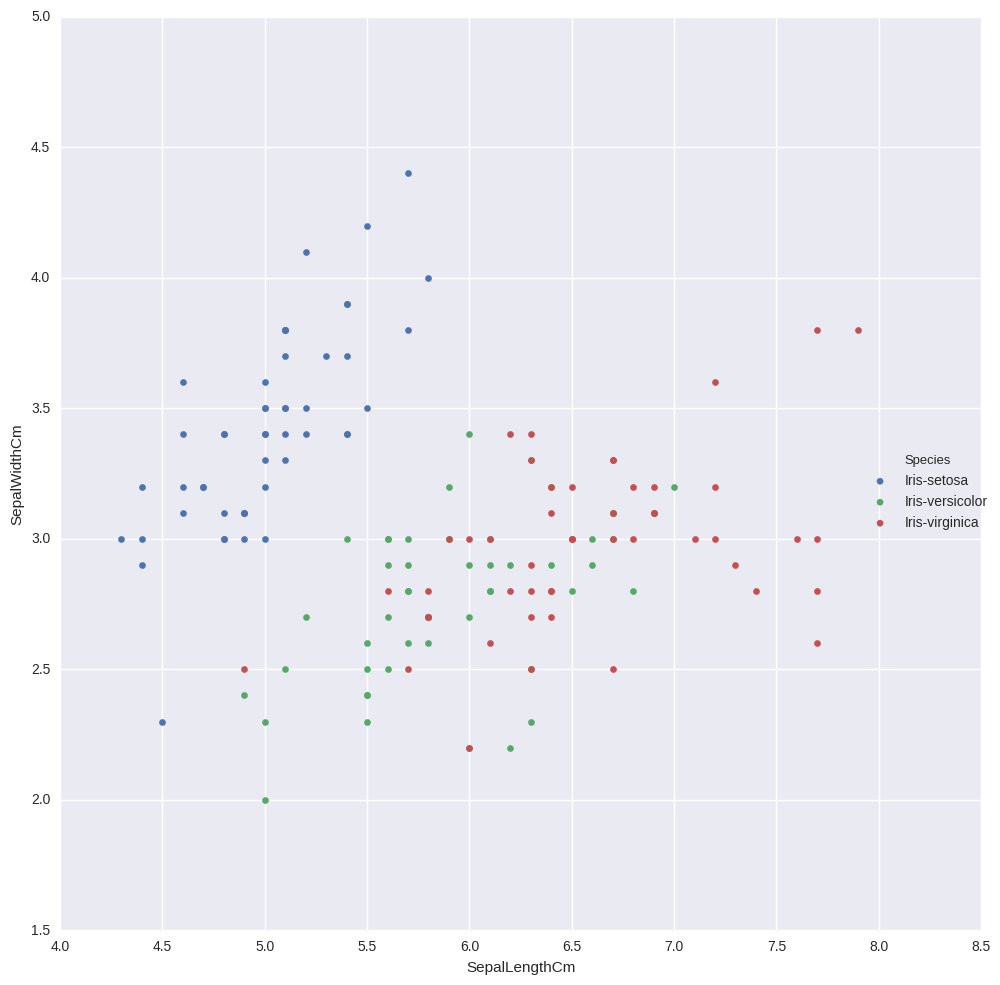 5.0
4.5
4.0
3.5
3.0
2.5
2.0
1.5
SepalWidthCm
4.0 4.5 5.0 5.5 6.0 6.5 7.0 7.5 8.0 8.5
SepalLengthCm
Species
Iris-setosa
Iris-versicolor
Iris-virginica